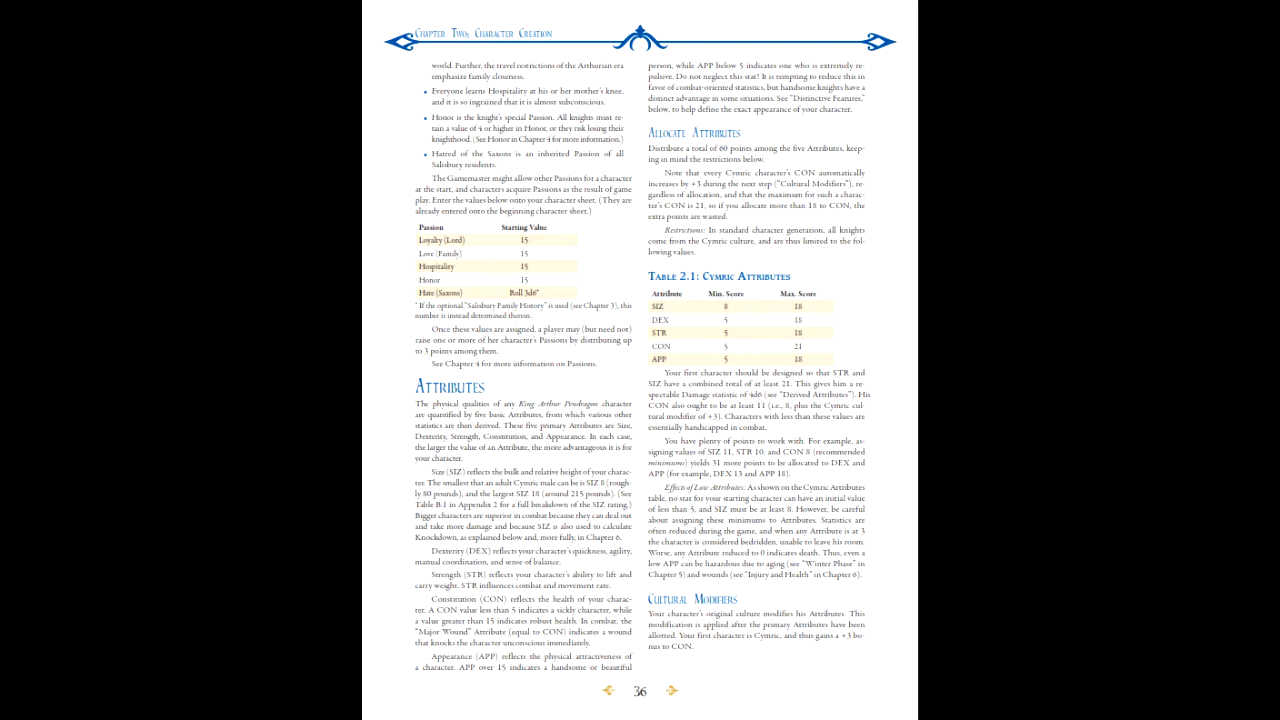 Chapter Two: Character Creation
world. Further, the travel restrictions of the Arthurian era
emphasize family closeness.
• Everyone learns Hospitality at his or her mother's knee,
and it is so ingrained that it is almost subconscious.
• Honor is the knight's special Passion. All knights must re-
tain a value of 4 or higher in Honor, or they risk losing their
knighthood. (See Honor in Chapter 4 for more information.)
• Hatred of the Saxons is an inherited Passion of all
Salisbury residents.
The Gamemaster might allow other Passions for a character
at the start, and characters acquire Passions as the result of game
play. Enter the values below onto your character sheet. (They are
already entered onto the beginning character sheet.)
Passion Starting Value
Loyalty (Lord) 15
Love (Family) 15
Hospitality 15
Honor 15
Hate (Saxons) Roll 3d6*
* If the optional "Salisbury Family History" is used (see Chapter 3), this
number is instead determined therein.
Once these values are assigned, a player may (but need not)
raise one or more of her character's Passions by distributing up
to 3 points among them.
See Chapter 4 for more information on Passions.
Attributes
The physical qualities of any King Arthur Pendragon character
are quantified by five basic Attributes, from which various other
statistics are then derived. These five primary Attributes are Size,
Dexterity, Strength, Constitution, and Appearance. In each case,
the larger the value of an Attribute, the more advantageous it is for
your character.
Size (SIZ) reflects the bulk and relative height of your charac-
ter. The smallest that an adult Cymric male can be is SIZ 8 (rough-
ly 80 pounds), and the largest SIZ 18 (around 215 pounds). (See
Table B.1 in Appendix 2 for a full breakdown of the SIZ rating.)
Bigger characters are superior in combat because they can deal out
and take more damage and because SIZ is also used to calculate
Knockdown, as explained below and, more fully, in Chapter 6.
Dexterity (DEX) reflects your character's quickness, agility,
manual coordination, and sense of balance.
Strength (STR) reflects your character's ability to lift and
carry weight. STR influences combat and movement rate.
Constitution (CON) reflects the health of your charac-
ter. A CON value less than 5 indicates a sickly character, while
a value greater than 15 indicates robust health. In combat, the
"Major Wound" Attribute (equal to CON) indicates a wound
that knocks the character unconscious immediately.
Appearance (APP) reflects the physical attractiveness of
a character. APP over 15 indicates a handsome or beautiful
person, while APP below 5 indicates one who is extremely re-
pulsive. Do not neglect this stat! It is tempting to reduce this in
favor of combat-oriented statistics, but handsome knights have a
distinct advantage in some situations. See "Distinctive Features,"
below, to help define the exact appearance of your character.
Allocate Attributes
Distribute a total of 60 points among the five Attributes, keep-
ing in mind the restrictions below.
Note that every Cymric character's CON automatically
increases by +3 during the next step ("Cultural Modifiers"), re-
gardless of allocation, and that the maximum for such a charac-
ter's CON is 21, so if you allocate more than 18 to CON, the
extra points are wasted.
Restrictions: In standard character generation, all knights
come from the Cymric culture, and are thus limited to the fol-
lowing values.
Table 2.1: Cymric Attributes
Attribute Min. Score Max. Score
SIZ 8 18
DEX 5 18
STR 5 18
CON 5 21
APP 5 18
Your first character should be designed so that STR and
SIZ have a combined total of at least 21. This gives him a re-
spectable Damage statistic of 4d6 (see "Derived Attributes"). His
CON also ought to be at least 11 (i.e., 8, plus the Cymric cul-
tural modifier of +3). Characters with less than these values are
essentially handicapped in combat.
You have plenty of points to work with. For example, as-
signing values of SIZ 11, STR 10, and CON 8 (recommended
minimums) yields 31 more points to be allocated to DEX and
APP (for example, DEX 13 and APP 18).
Effects of Low Attributes: As shown on the Cymric Attributes
table, no stat for your starting character can have an initial value
of less than 5, and SIZ must be at least 8. However, be careful
about assigning these minimums to Attributes. Statistics are
often reduced during the game, and when any Attribute is at 3
the character is considered bedridden, unable to leave his room.
Worse, any Attribute reduced to 0 indicates death. Thus, even a
low APP can be hazardous due to aging (see "Winter Phase" in
Chapter 5) and wounds (see "Injury and Health" in Chapter 6).
Cultural Modifiers
Your character's original culture modifies his Attributes. This
modification is applied after the primary Attributes have been
allotted. Your first character is Cymric, and thus gains a +3 bo-
nus to CON.
36